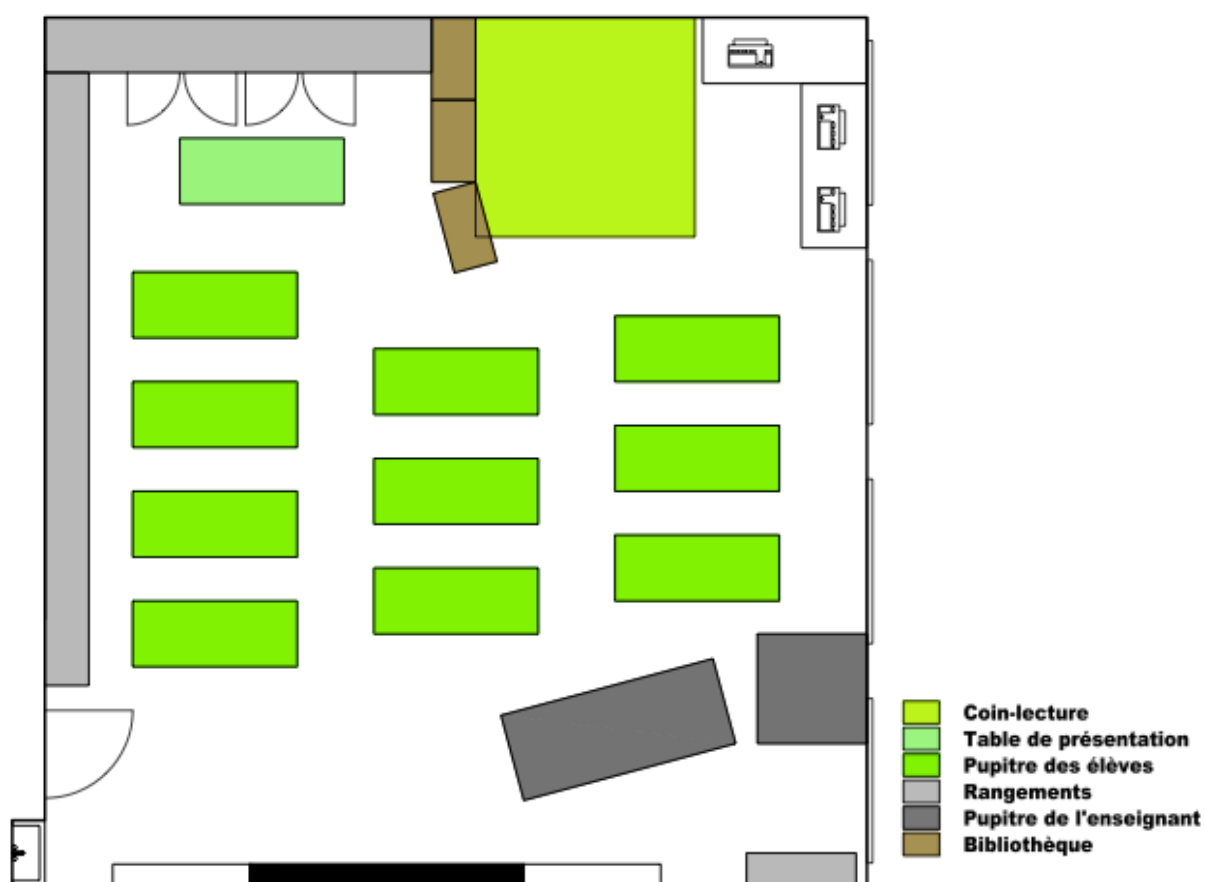 Coin-lecture
Table de présentation
Pupitre des élèves
Rangements
Pupitre de l'enseignant
Bibliothèque